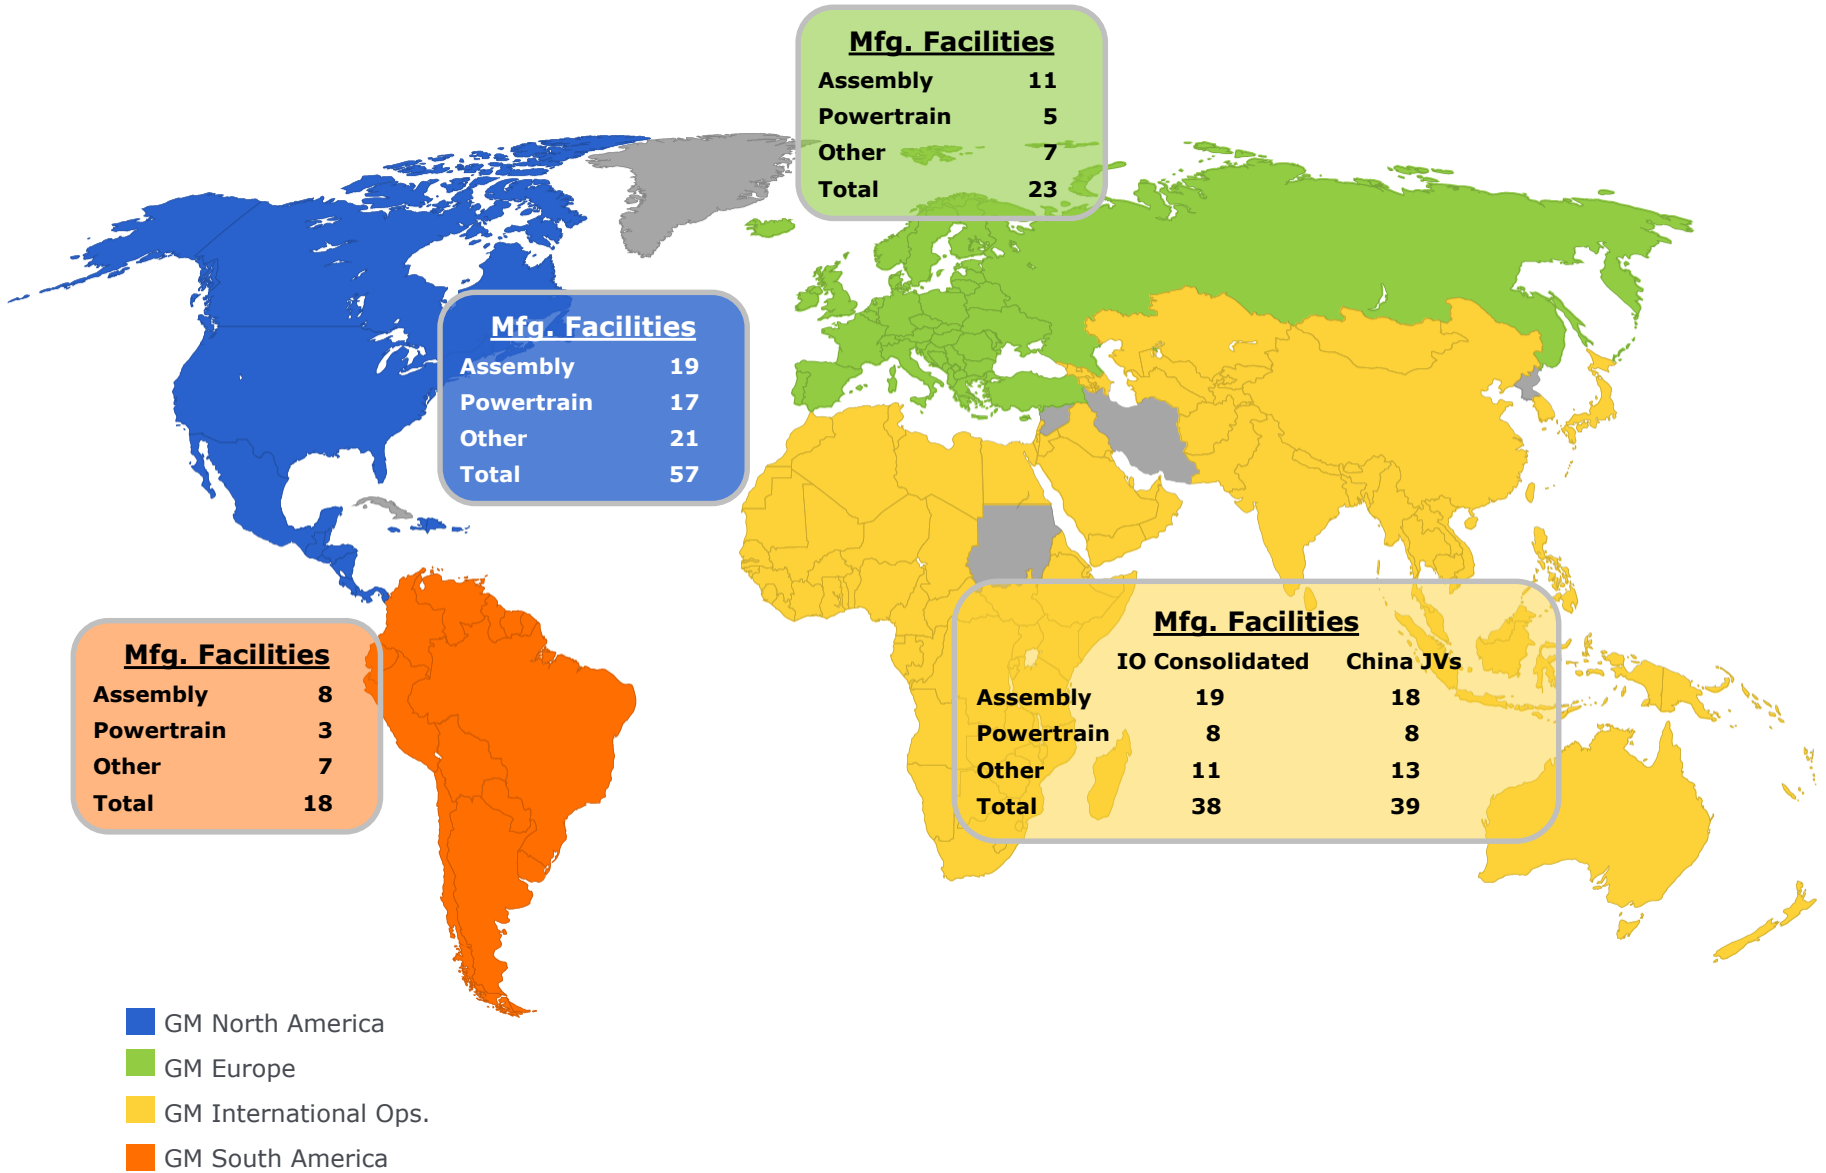 Mfg. Facilities
Assembly 11
Powertrain 5
Other 7
Total 23
Mfg. Facilities
Assembly 19
Powertrain 17
Other 21
Total 57
Mfg. Facilities
Assembly 8
Powertrain 3
Other 7
Total 18
Mfg. Facilities
IO Consolidated China JVs
Assembly 19 18
Powertrain 8 8
Other 11 13
Total 38 39
GM North America
GM Europe
GM International Ops.
GM South America